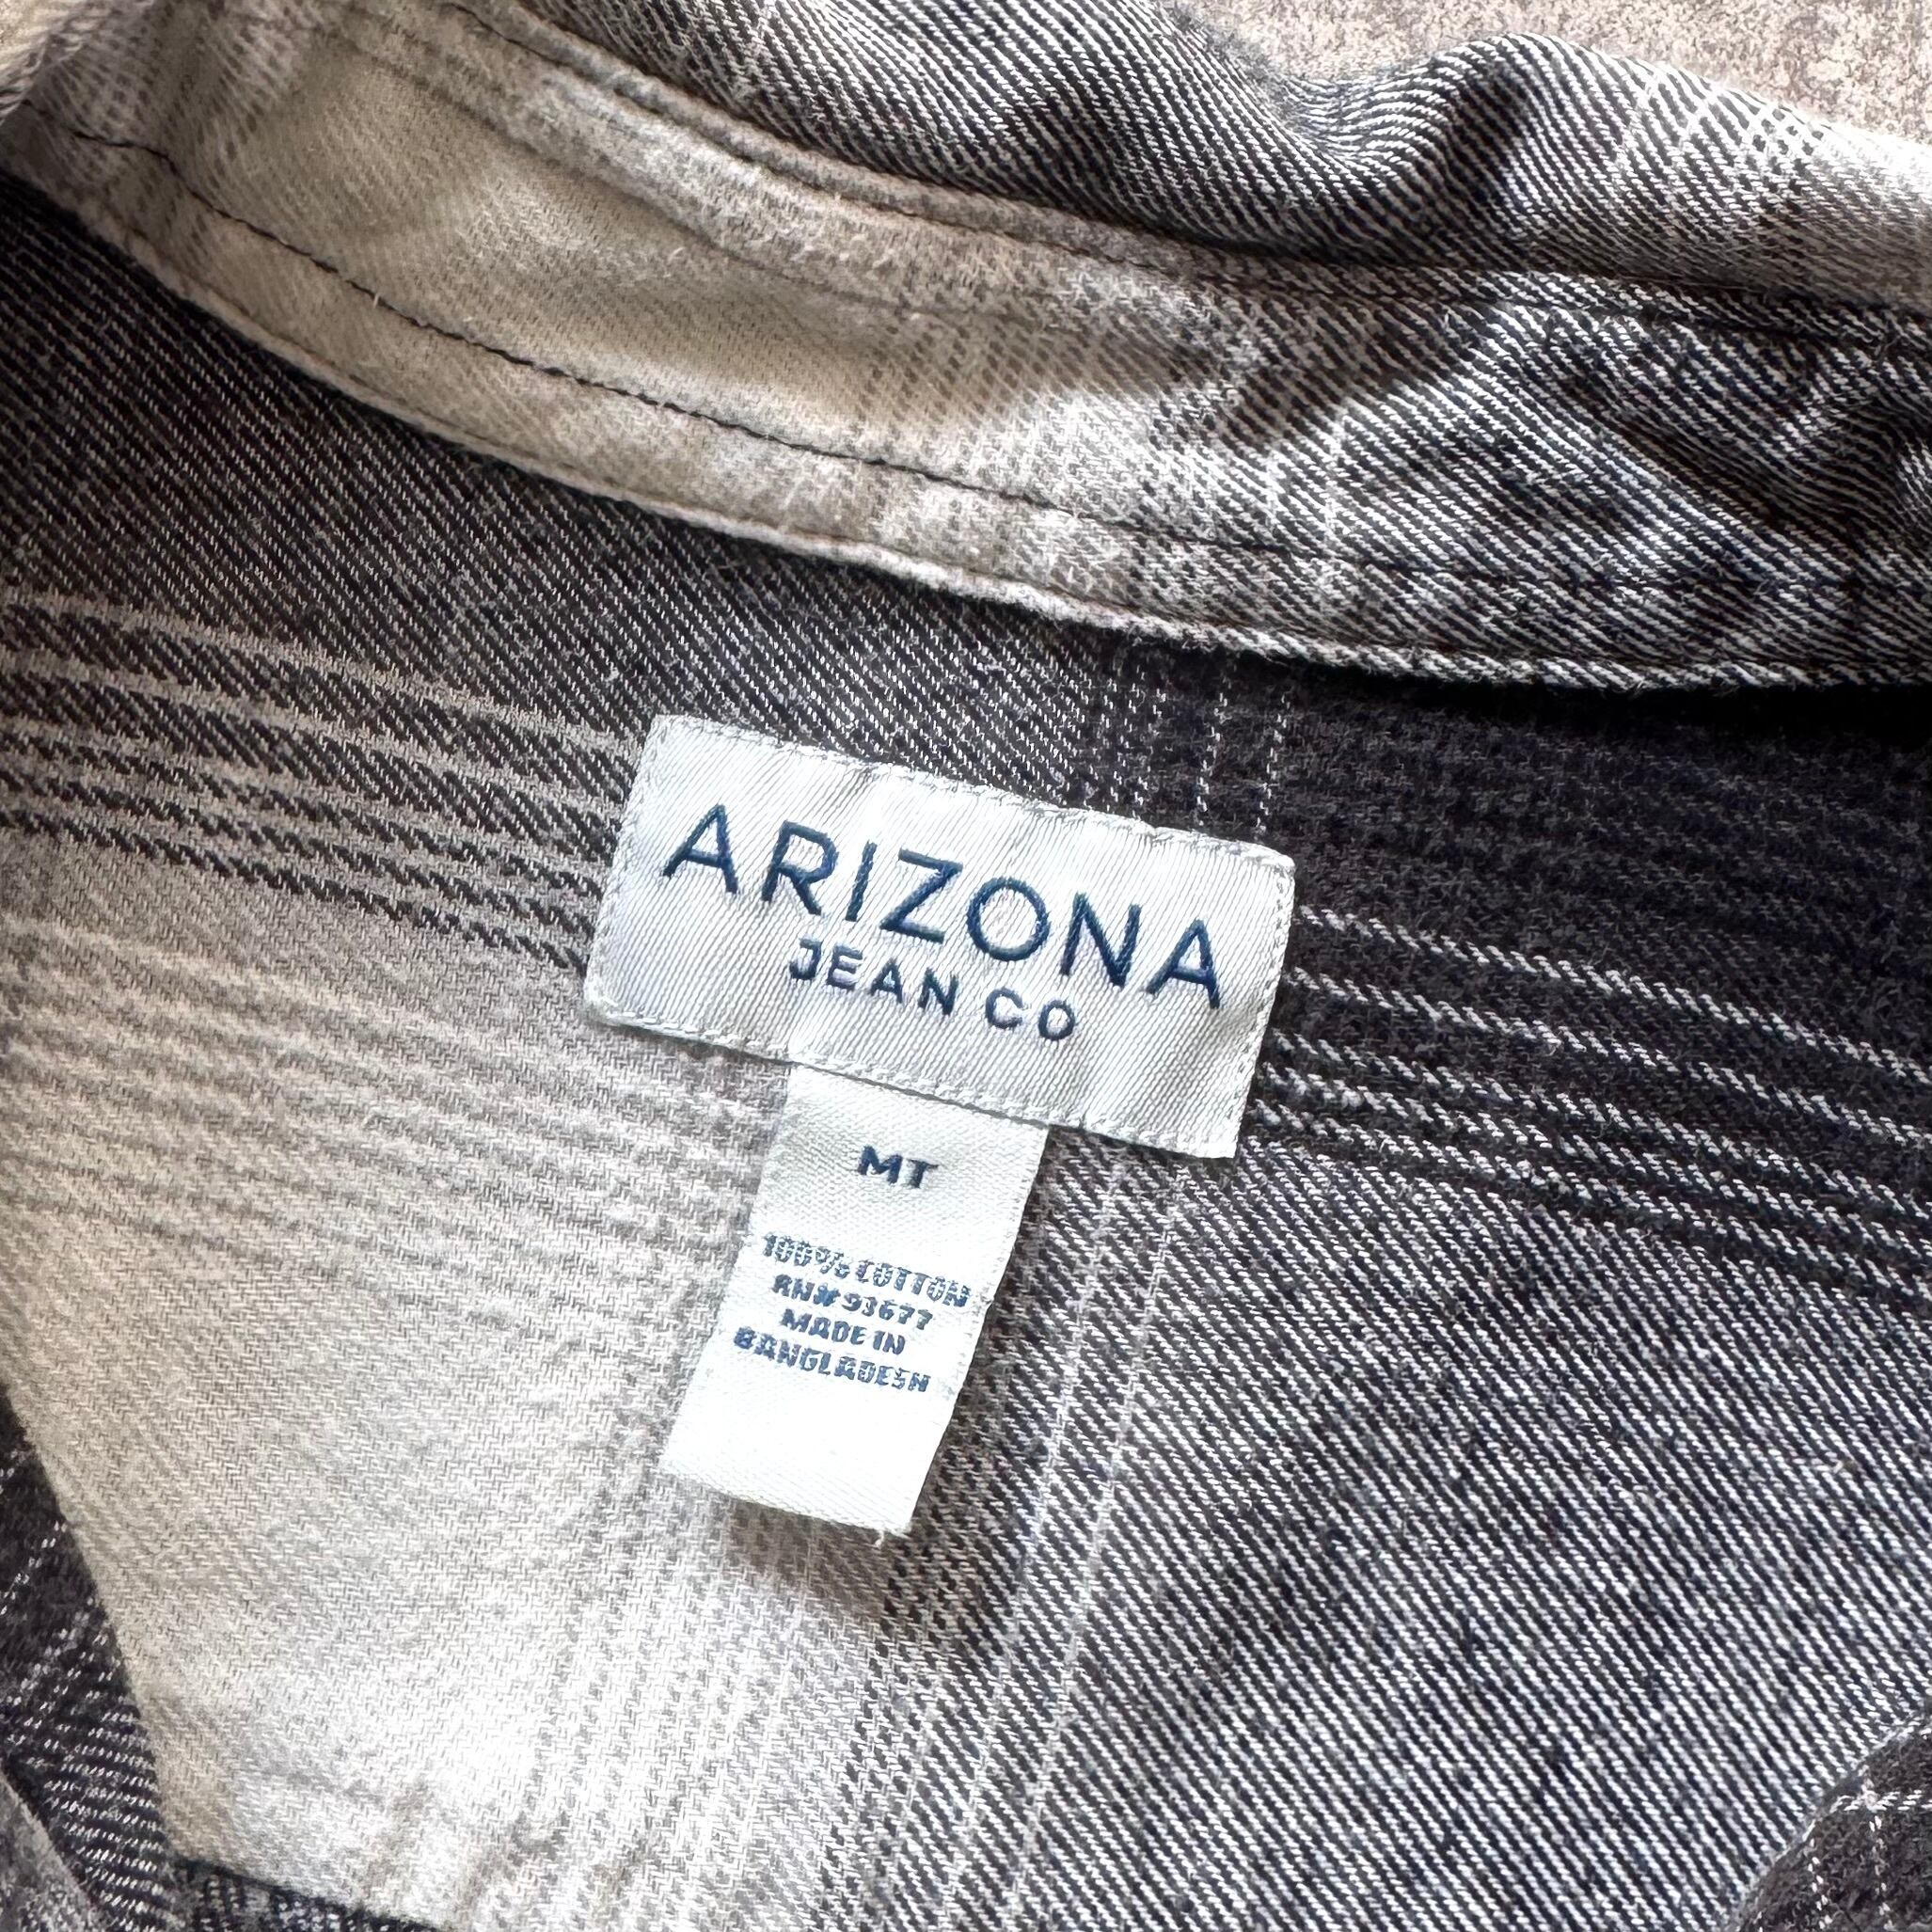 ARIZONA
JEAN CO
MT
100% COTTON
RN# 93677
MADE IN
BANGLADESH